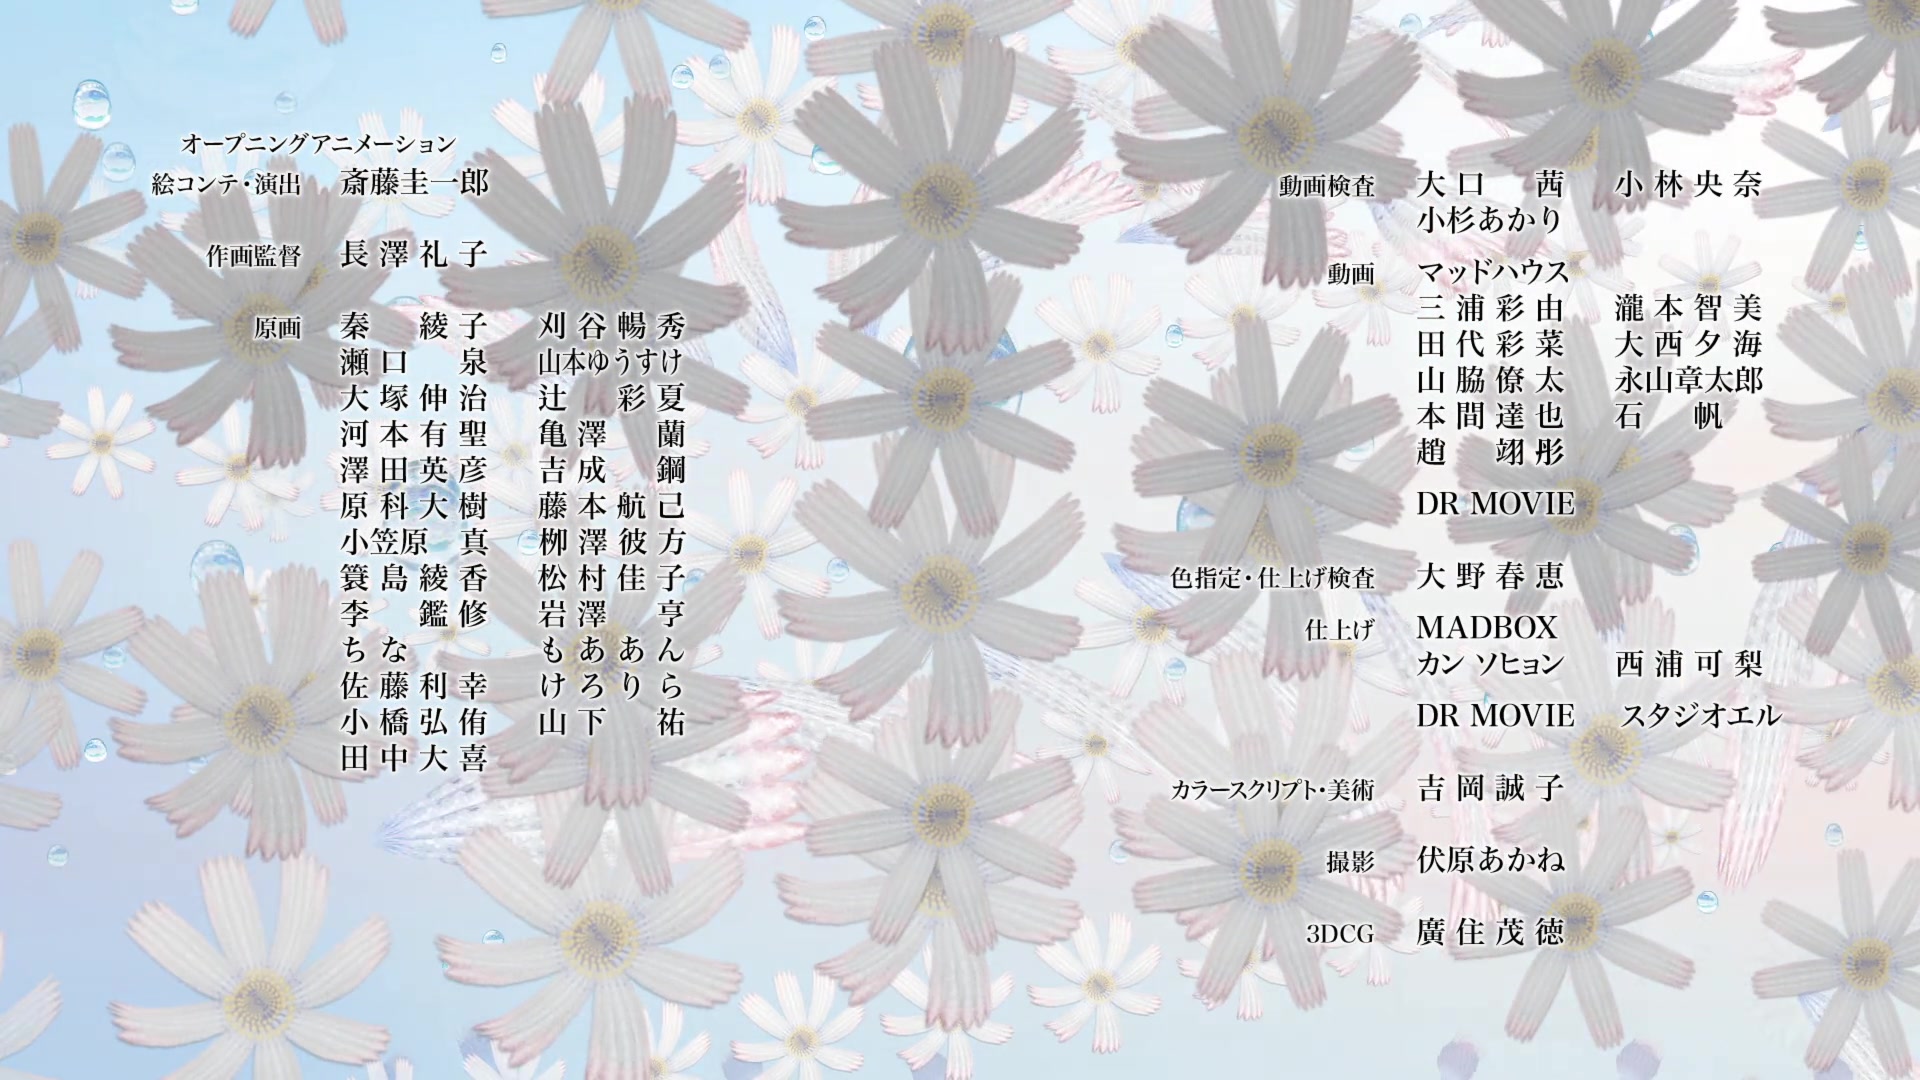 オープニングアニメーション
絵コンテ・演出 斎藤圭一郎
作画監督 長澤礼子
原画 秦綾子 刈谷暢秀
瀬口泉 山本ゆうすけ
大塚伸治 辻彩夏
河本有聖 亀澤蘭
澤田英彦 吉成鋼
原科大樹 藤本航己
小笠原真 栁澤彼方
簑島綾香 松村佳子
李鑑修 岩澤亨
ちな もああん
佐藤利幸 けろりら
小橋弘侑 山下祐
田中大喜
動画検査 大口茜 小林央奈
小杉あかり
動画 マッドハウス
三浦彩由 瀧本智美
田代彩菜 大西夕海
山脇僚太 永山章太郎
本間達也 石帆
趙翊彤
DR MOVIE
色指定・仕上げ検査 大野春恵
仕上げ MADBOX
カン ソヒョン 西浦可梨
DR MOVIE スタジオエル
カラースクリプト・美術 吉岡誠子
撮影 伏原あかね
3DCG 廣住茂徳